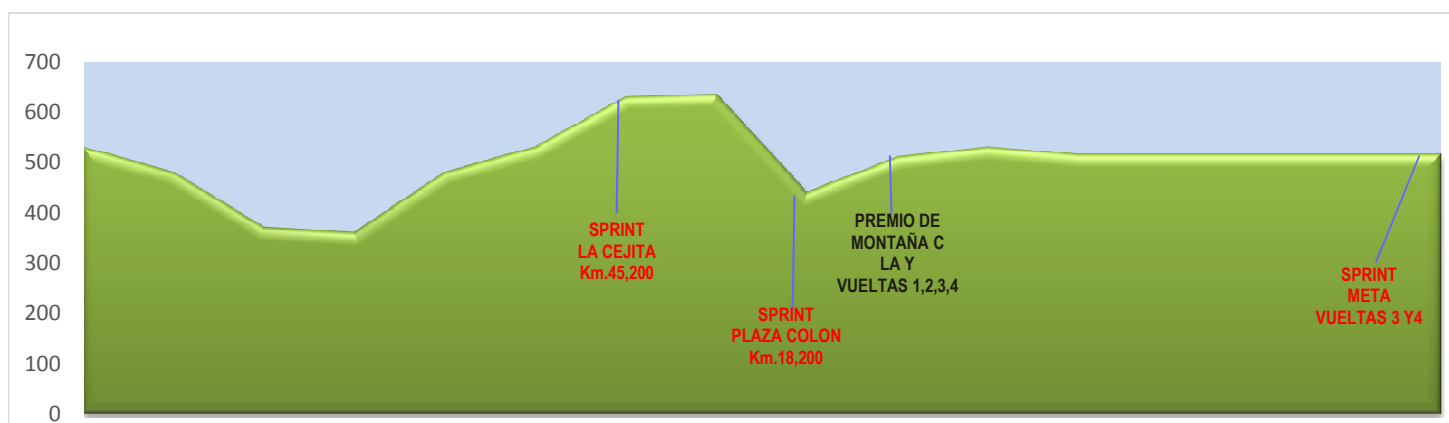 700
600
500
400
300
200
100
0
SPRINT
LA CEJITA
Km.45,200
SPRINT
PLAZA COLON
Km.18,200
PREMIO DE
MONTAÑA C
LA Y
VUELTAS 1,2,3,4
SPRINT
META
VUELTAS 3 Y4